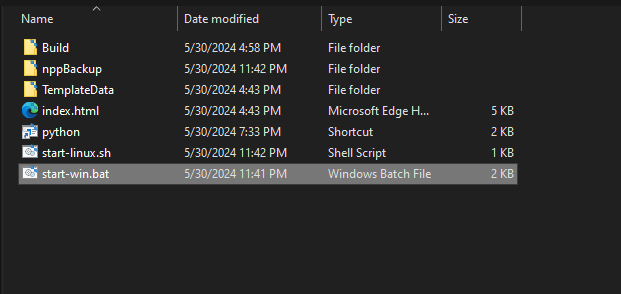 Name Date modified Type Size
Build 5/30/2024 4:58 PM File folder
nppBackup 5/30/2024 11:42 PM File folder
TemplateData 5/30/2024 4:43 PM File folder
index.html 5/30/2024 4:43 PM Microsoft Edge H... 5 KB
python 5/30/2024 7:33 PM Shortcut 2 KB
start-linux.sh 5/30/2024 11:42 PM Shell Script 1 KB
start-win.bat 5/30/2024 11:41 PM Windows Batch File 2 KB